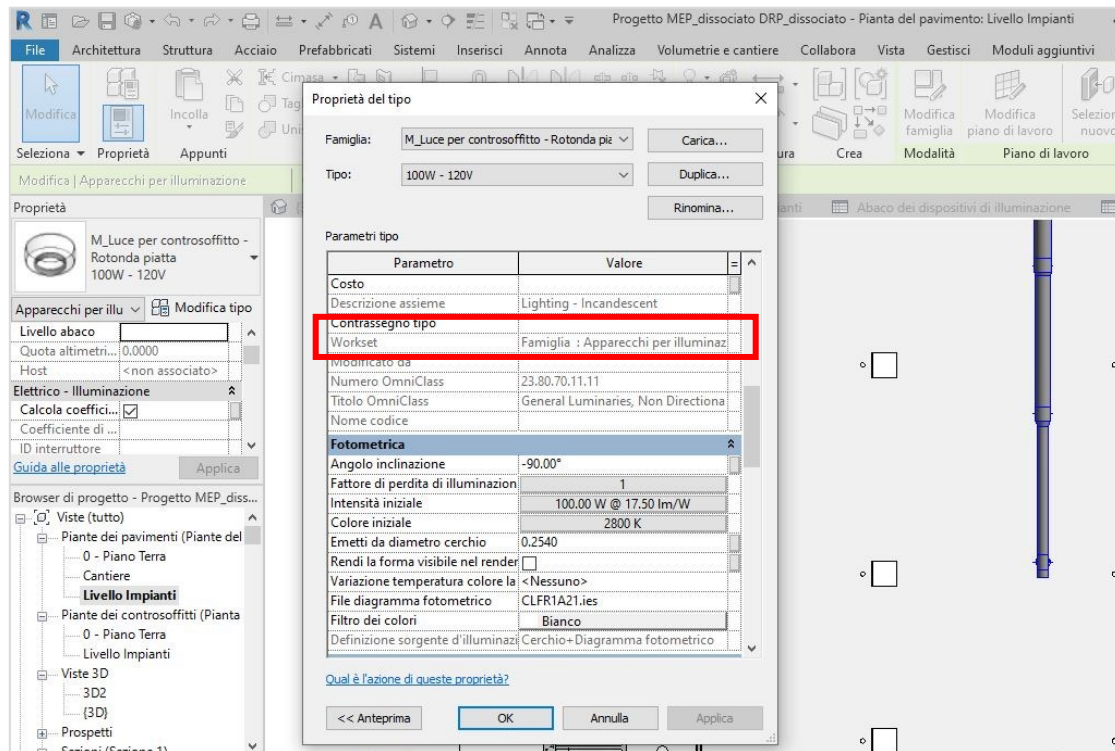 Progetto MEP_dissociato DRP_dissociato - Pianta del pavimento: Livello Impianti
File Architettura Struttura Acciaio Prefabbricati Sistemi Inserisci Annota Analizza Volumetrie e cantiere Collabora Vista Gestisci Moduli aggiuntivi
Modifica
Incolla
Cimasa
Modifica famiglia
Modifica piano di lavoro
Seleziona Proprietà Appunti
Crea Modalità Piano di lavoro
Modifica | Apparecchi per illuminazione
Proprietà
Abaco dei dispositivi di illuminazione
M_Luce per controsoffitto -
Rotonda piatta
100W - 120V
Apparecchi per illu Modifica tipo
Livello abaco
Quota altimetri... 0.0000
Host <non associato>
Elettrico - Illuminazione
Calcola coeffici...
Coefficiente di ...
ID interruttore
Guida alle proprietà Applica
Browser di progetto - Progetto MEP_diss...
Viste (tutto)
Piante dei pavimenti (Piante del
0 - Piano Terra
Cantiere
Livello Impianti
Piante dei controsoffitti (Pianta
0 - Piano Terra
Livello Impianti
Viste 3D
3D2
{3D}
Prospetti
Sezioni (Sezione 1)
Proprietà del tipo
Famiglia: M_Luce per controsoffitto - Rotonda pia Carica...
Tipo: 100W - 120V Duplica...
Rinomina...
Parametri tipo
Parametro Valore =
Costo
Descrizione assieme Lighting - Incandescent
Contrassegno tipo
Workset Famiglia : Apparecchi per illuminaz
Modificato da
Numero OmniClass 23.80.70.11.11
Titolo OmniClass General Luminaries, Non Directiona
Nome codice
Fotometrica
Angolo inclinazione -90.00°
Fattore di perdita di illuminazion 1
Intensità iniziale 100.00 W @ 17.50 lm/W
Colore iniziale 2800 K
Emetti da diametro cerchio 0.2540
Rendi la forma visibile nel render
Variazione temperatura colore la <Nessuno>
File diagramma fotometrico CLFR1A21.ies
Filtro dei colori Bianco
Definizione sorgente d'illuminazi Cerchio+Diagramma fotometrico
Qual è l'azione di queste proprietà?
<< Anteprima OK Annulla Applica